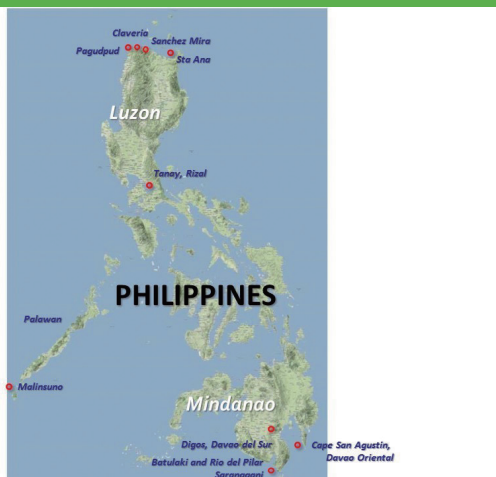 Claveria
Sanchez Mira
Pagudpud
Sta Ana
Luzon
Tanay, Rizal
PHILIPPINES
Palawan
Malinsuno
Mindanao
Digos, Davao del Sur
Cape San Agustin,
Davao Oriental
Batulaki and Rio del Pilar
Sarangani